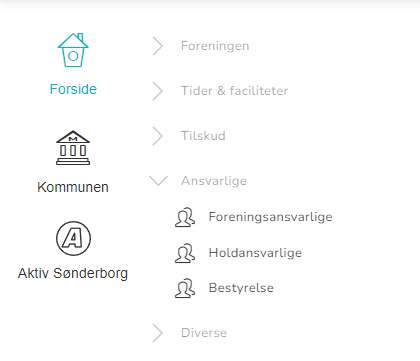 Forside
Kommunen
Aktiv Sønderborg
Foreningen
Tider & faciliteter
Tilskud
Ansvarlige
Foreningsansvarlige
Holdansvarlige
Bestyrelse
Diverse